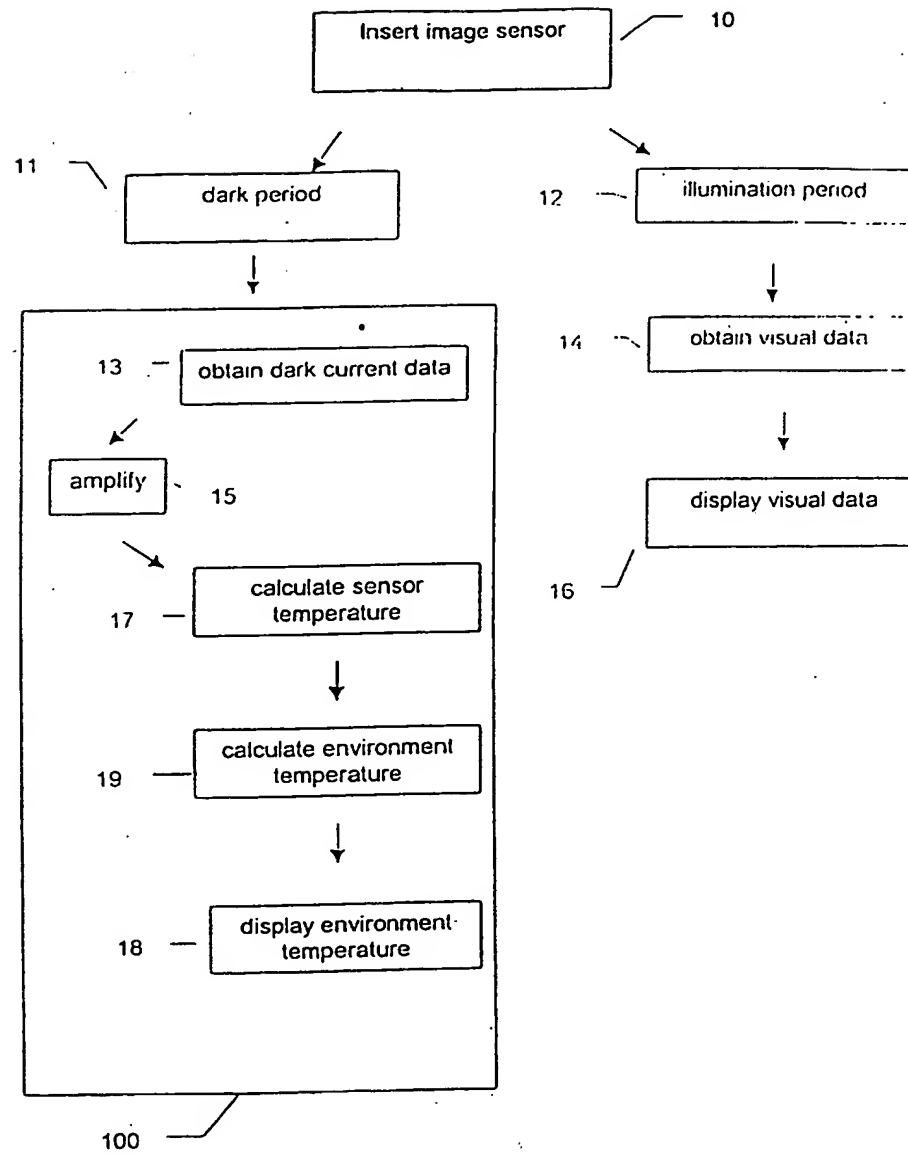 Insert image sensor
10
11
dark period
12
illumination period
13
obtain dark current data
14
obtain visual data
amplify
15
display visual data
16
17
calculate sensor
temperature
19
calculate environment
temperature
18
display environment
temperature
100